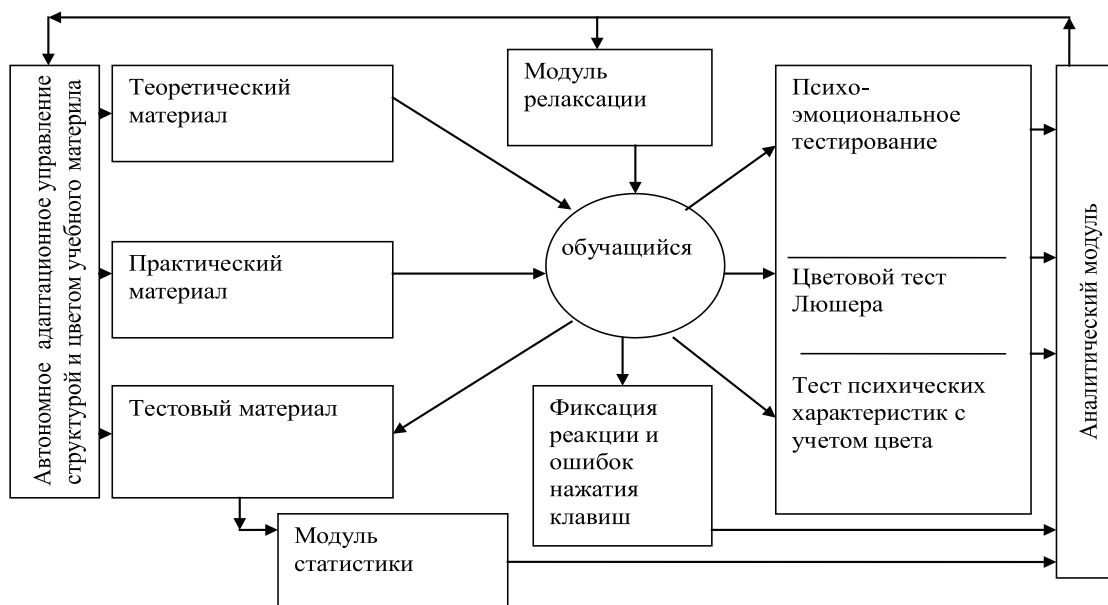 Автономное адаптационное управление
структурой и цветом учебного материла
Теоретический
материал
Модуль
релаксации
Психо-
эмоциональное
тестирование
обучащийся
Практический
материал
Цветовой тест
Люшера
Тестовый материал
Фиксация
реакции и
ошибок
нажатия
клавиш
Тест психических
характеристик с
учетом цвета
Модуль
статистики
Аналитический модуль